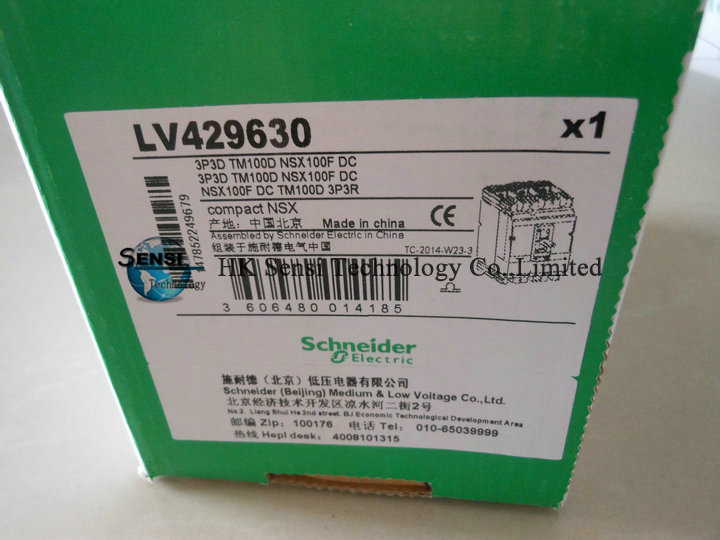 LV429630 x1
3P3D TM100D NSX100F DC
3P3D TM100D NSX100F DC
NSX100F DC TM100D 3P3R
compact NSX
产地: 中国北京 Made in china
Assembled by Schneider Electric in China
组装于施耐德电气中国
TC-2014-W23-3
CE
SENSI
Technology
HK Sensi Technology Co.,Limited
3 606480 014185
Schneider
Electric
施耐德（北京）低压电器有限公司
Schneider (Beijing) Medium & Low Voitage Co.,Ltd.
北京经济技术开发区凉水河二街2号
No.2. Liang Shui He 2nd street. BJ Economic Technological Development Area
邮编 Zip: 100176 电话 Tel: 010-65039999
热线 Hepl desk: 4008101315